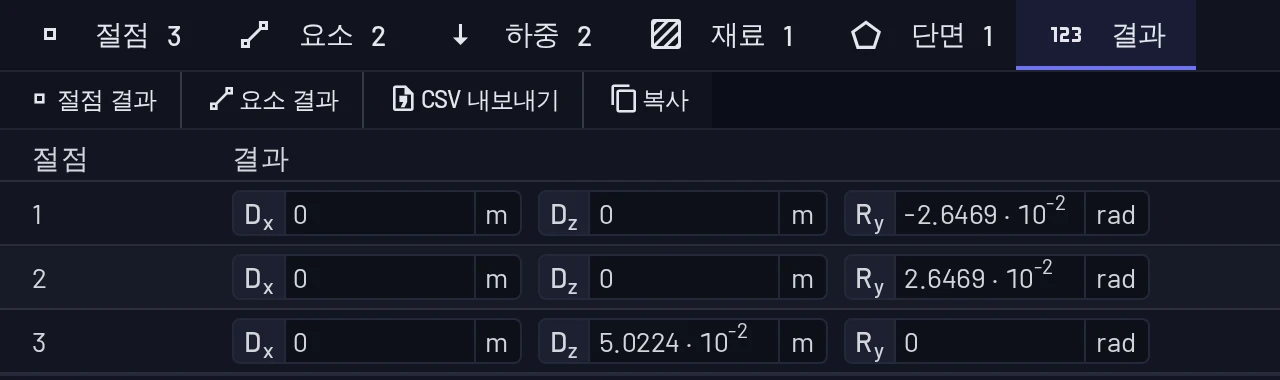 절점 3 요소 2 하중 2 재료 1 단면 1 123 결과
절점 결과 요소 결과 CSV 내보내기 복사
절점 결과
1 Dx 0 m Dz 0 m Ry -2.6469 · 10^-2 rad
2 Dx 0 m Dz 0 m Ry 2.6469 · 10^-2 rad
3 Dx 0 m Dz 5.0224 · 10^-2 m Ry 0 rad